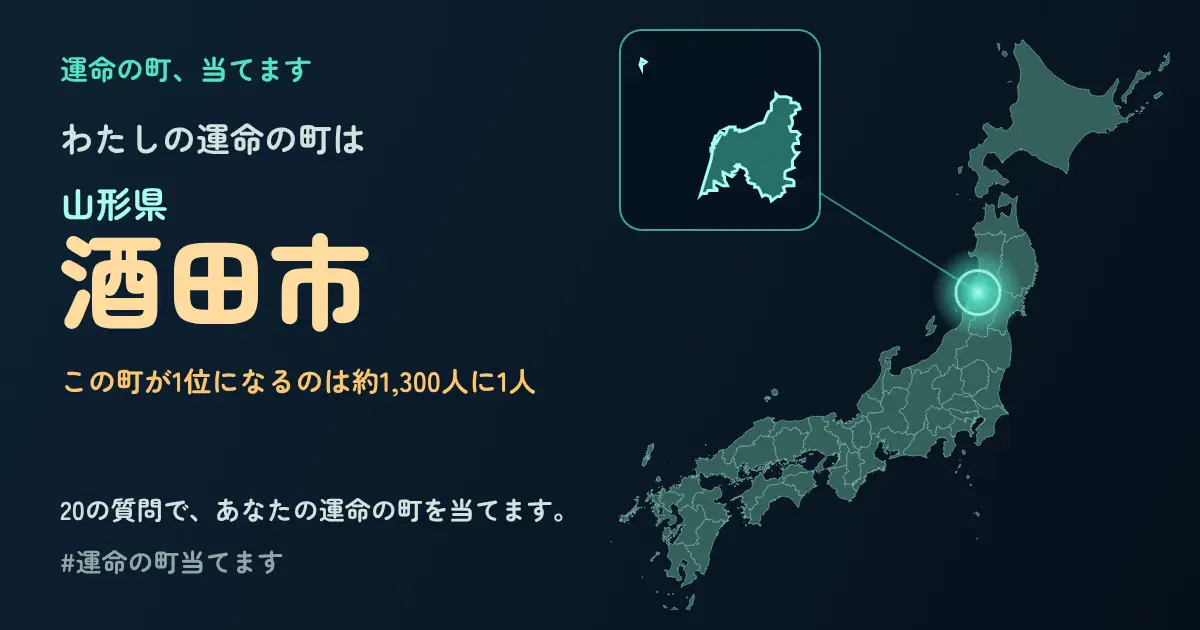 運命の町、当てます
わたしの運命の町は
山形県
酒田市
この町が1位になるのは約1,300人に1人
20の質問で、あなたの運命の町を当てます。
#運命の町当てます